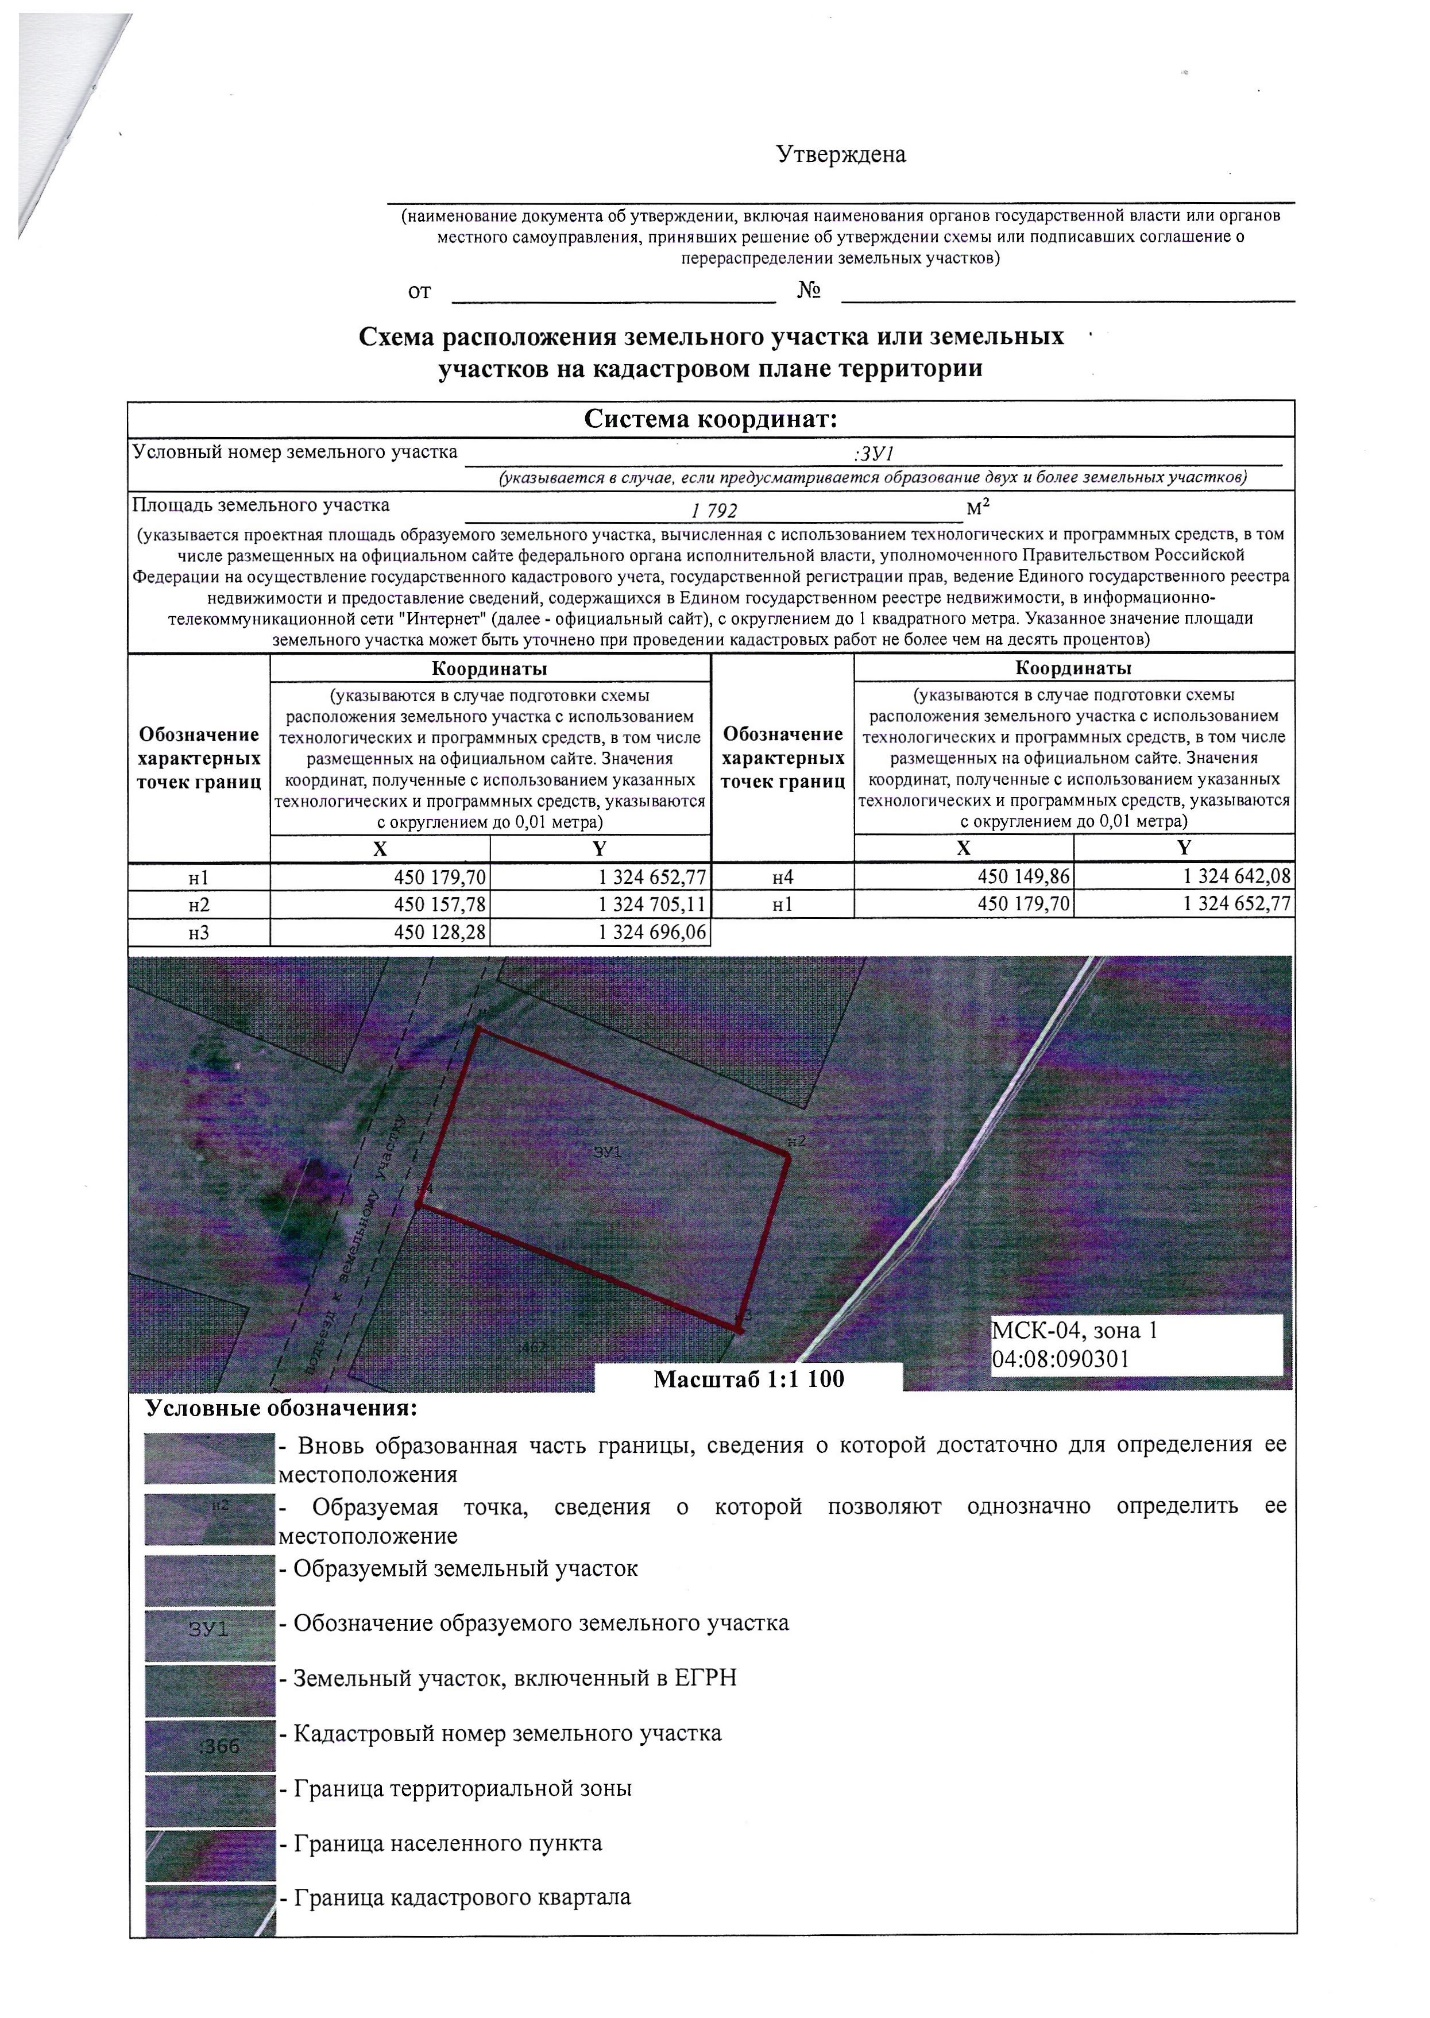 Утверждена
(наименование документа об утверждении, включая наименования органов государственной власти или органов
местного самоуправления, принявших решение об утверждении схемы или подписавших соглашение о
перераспределении земельных участков)
от № 
Схема расположения земельного участка или земельных
участков на кадастровом плане территории
Система координат:
Условный номер земельного участка :ЗУ1
(указывается в случае, если предусматривается образование двух и более земельных участков)
Площадь земельного участка 1 792 м²
(указывается проектная площадь образуемого земельного участка, вычисленная с использованием технологических и программных средств, в том
числе размещенных на официальном сайте федерального органа исполнительной власти, уполномоченного Правительством Российской
Федерации на осуществление государственного кадастрового учета, государственной регистрации прав, ведение Единого государственного реестра
недвижимости и предоставление сведений, содержащихся в Едином государственном реестре недвижимости, в информационно-
телекоммуникационной сети "Интернет" (далее - официальный сайт), с округлением до 1 квадратного метра. Указанное значение площади
земельного участка может быть уточнено при проведении кадастровых работ не более чем на десять процентов)
Обозначение
характерных
точек границ
Координаты
(указываются в случае подготовки схемы
расположения земельного участка с использованием
технологических и программных средств, в том числе
размещенных на официальном сайте. Значения
координат, полученные с использованием указанных
технологических и программных средств, указываются
с округлением до 0,01 метра)
X Y
Обозначение
характерных
точек границ
Координаты
(указываются в случае подготовки схемы
расположения земельного участка с использованием
технологических и программных средств, в том числе
размещенных на официальном сайте. Значения
координат, полученные с использованием указанных
технологических и программных средств, указываются
с округлением до 0,01 метра)
X Y
н1 450 179,70 1 324 652,77 н4 450 149,86 1 324 642,08
н2 450 157,78 1 324 705,11 н1 450 179,70 1 324 652,77
н3 450 128,28 1 324 696,06
н2
ЗУ1
подъезд к земельному участку
:462
МСК-04, зона 1
04:08:090301
Масштаб 1:1 100
Условные обозначения:
- Вновь образованная часть границы, сведения о которой достаточно для определения ее
местоположения
н2
- Образуемая точка, сведения о которой позволяют однозначно определить ее
местоположение
- Образуемый земельный участок
ЗУ1 - Обозначение образуемого земельного участка
- Земельный участок, включенный в ЕГРН
:366 - Кадастровый номер земельного участка
- Граница территориальной зоны
- Граница населенного пункта
- Граница кадастрового квартала